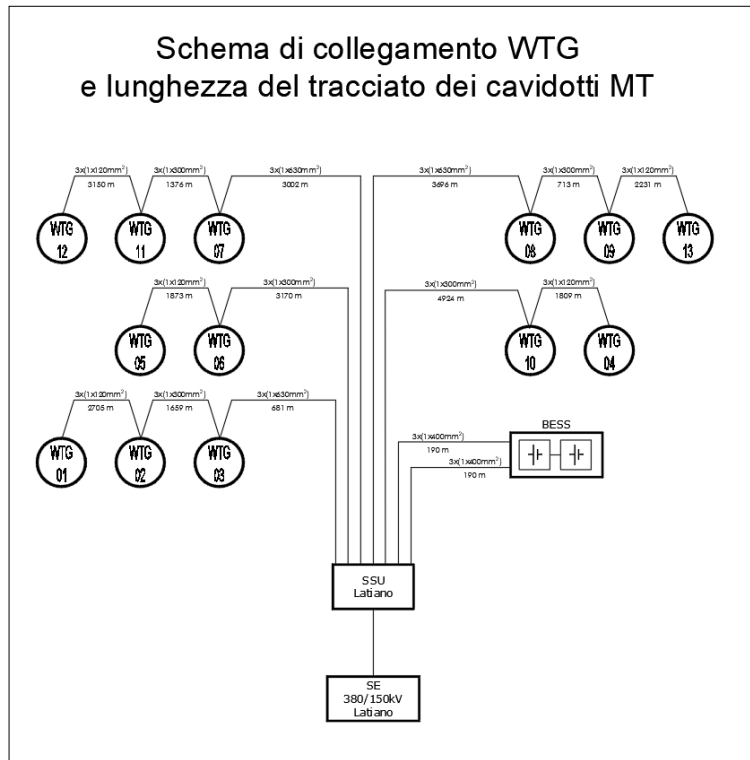 Schema di collegamento WTG
e lunghezza del tracciato dei cavidotti MT
3x(1x120mm²)
3150 m
3x(1x300mm²)
1376 m
3x(1x630mm²)
3002 m
3x(1x630mm²)
3696 m
3x(1x300mm²)
713 m
3x(1x120mm²)
2231 m
WTG
12
WTG
11
WTG
07
WTG
08
WTG
09
WTG
13
3x(1x120mm²)
1873 m
3x(1x300mm²)
3170 m
3x(1x300mm²)
4924 m
3x(1x120mm²)
1809 m
WTG
05
WTG
06
WTG
10
WTG
04
3x(1x120mm²)
2705 m
3x(1x300mm²)
1659 m
3x(1x630mm²)
681 m
WTG
01
WTG
02
WTG
03
BESS
3x(1x400mm²)
190 m
3x(1x400mm²)
190 m
SSU
Latiano
SE
380/150kV
Latiano